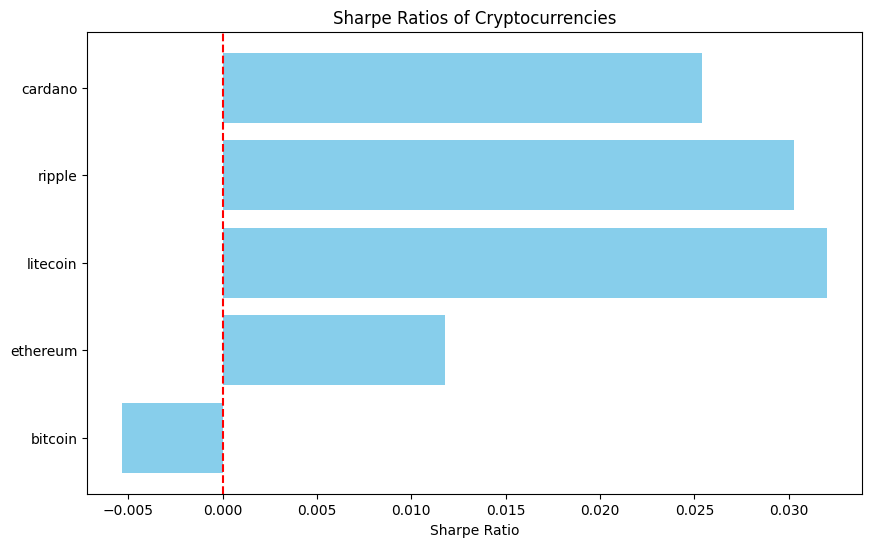 Sharpe Ratios of Cryptocurrencies
cardano
ripple
litecoin
ethereum
bitcoin
−0.005 0.000 0.005 0.010 0.015 0.020 0.025 0.030
Sharpe Ratio